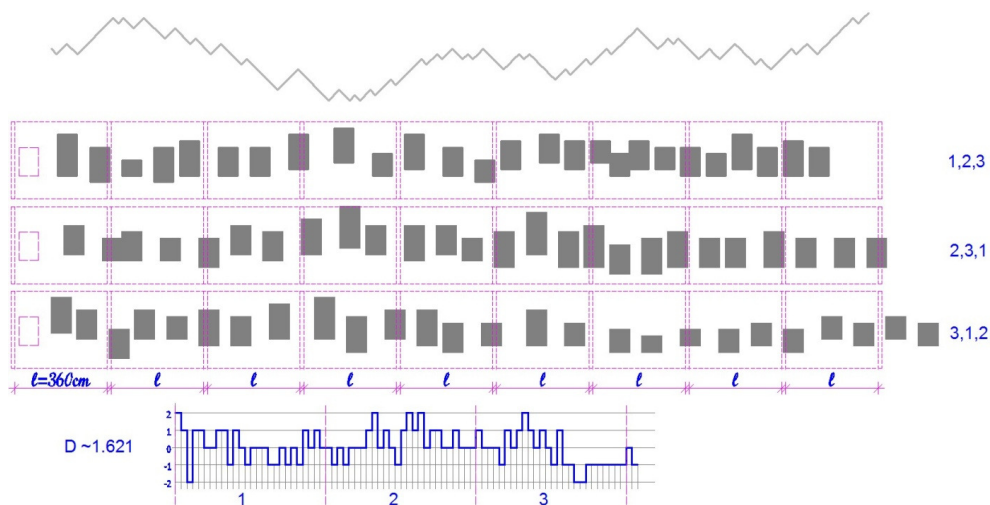 1,2,3
2,3,1
3,1,2
ℓ=360cm ℓ ℓ ℓ ℓ ℓ ℓ ℓ ℓ
D ~1.621
2
1
0
-1
-2
1 2 3